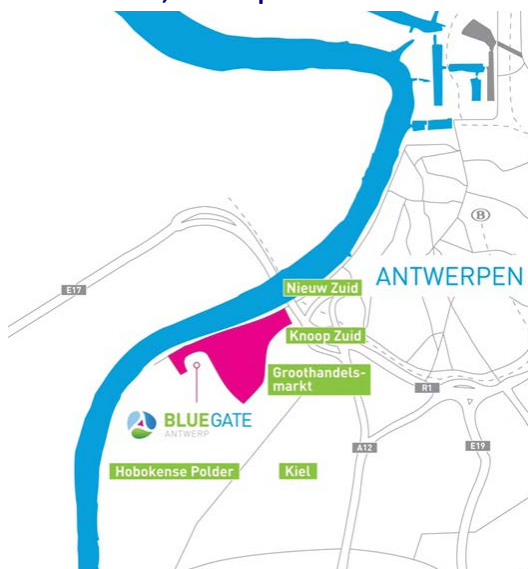 B
ANTWERPEN
Nieuw Zuid
E17
Knoop Zuid
Groothandels-
markt
R1
BLUEGATE
ANTWERP
A12
E19
Hobokense Polder
Kiel